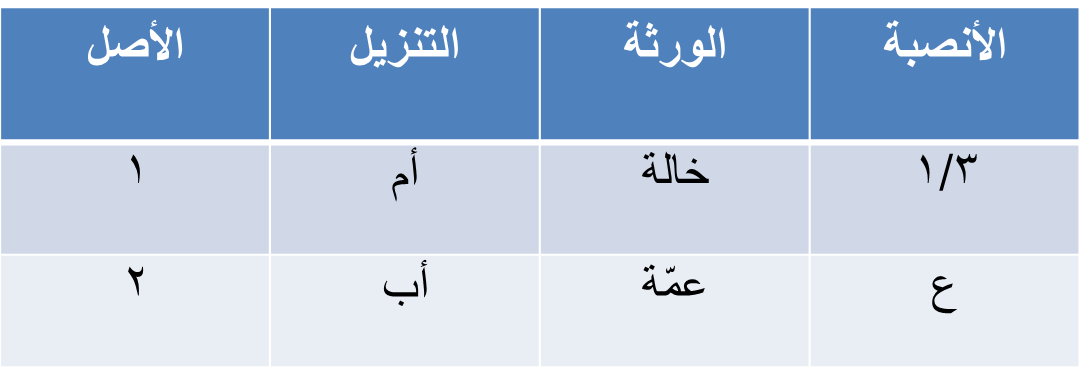 الأنصبة الورثة التنزيل الأصل
١/٣ خالة أم ١
ع عمّة أب ٢